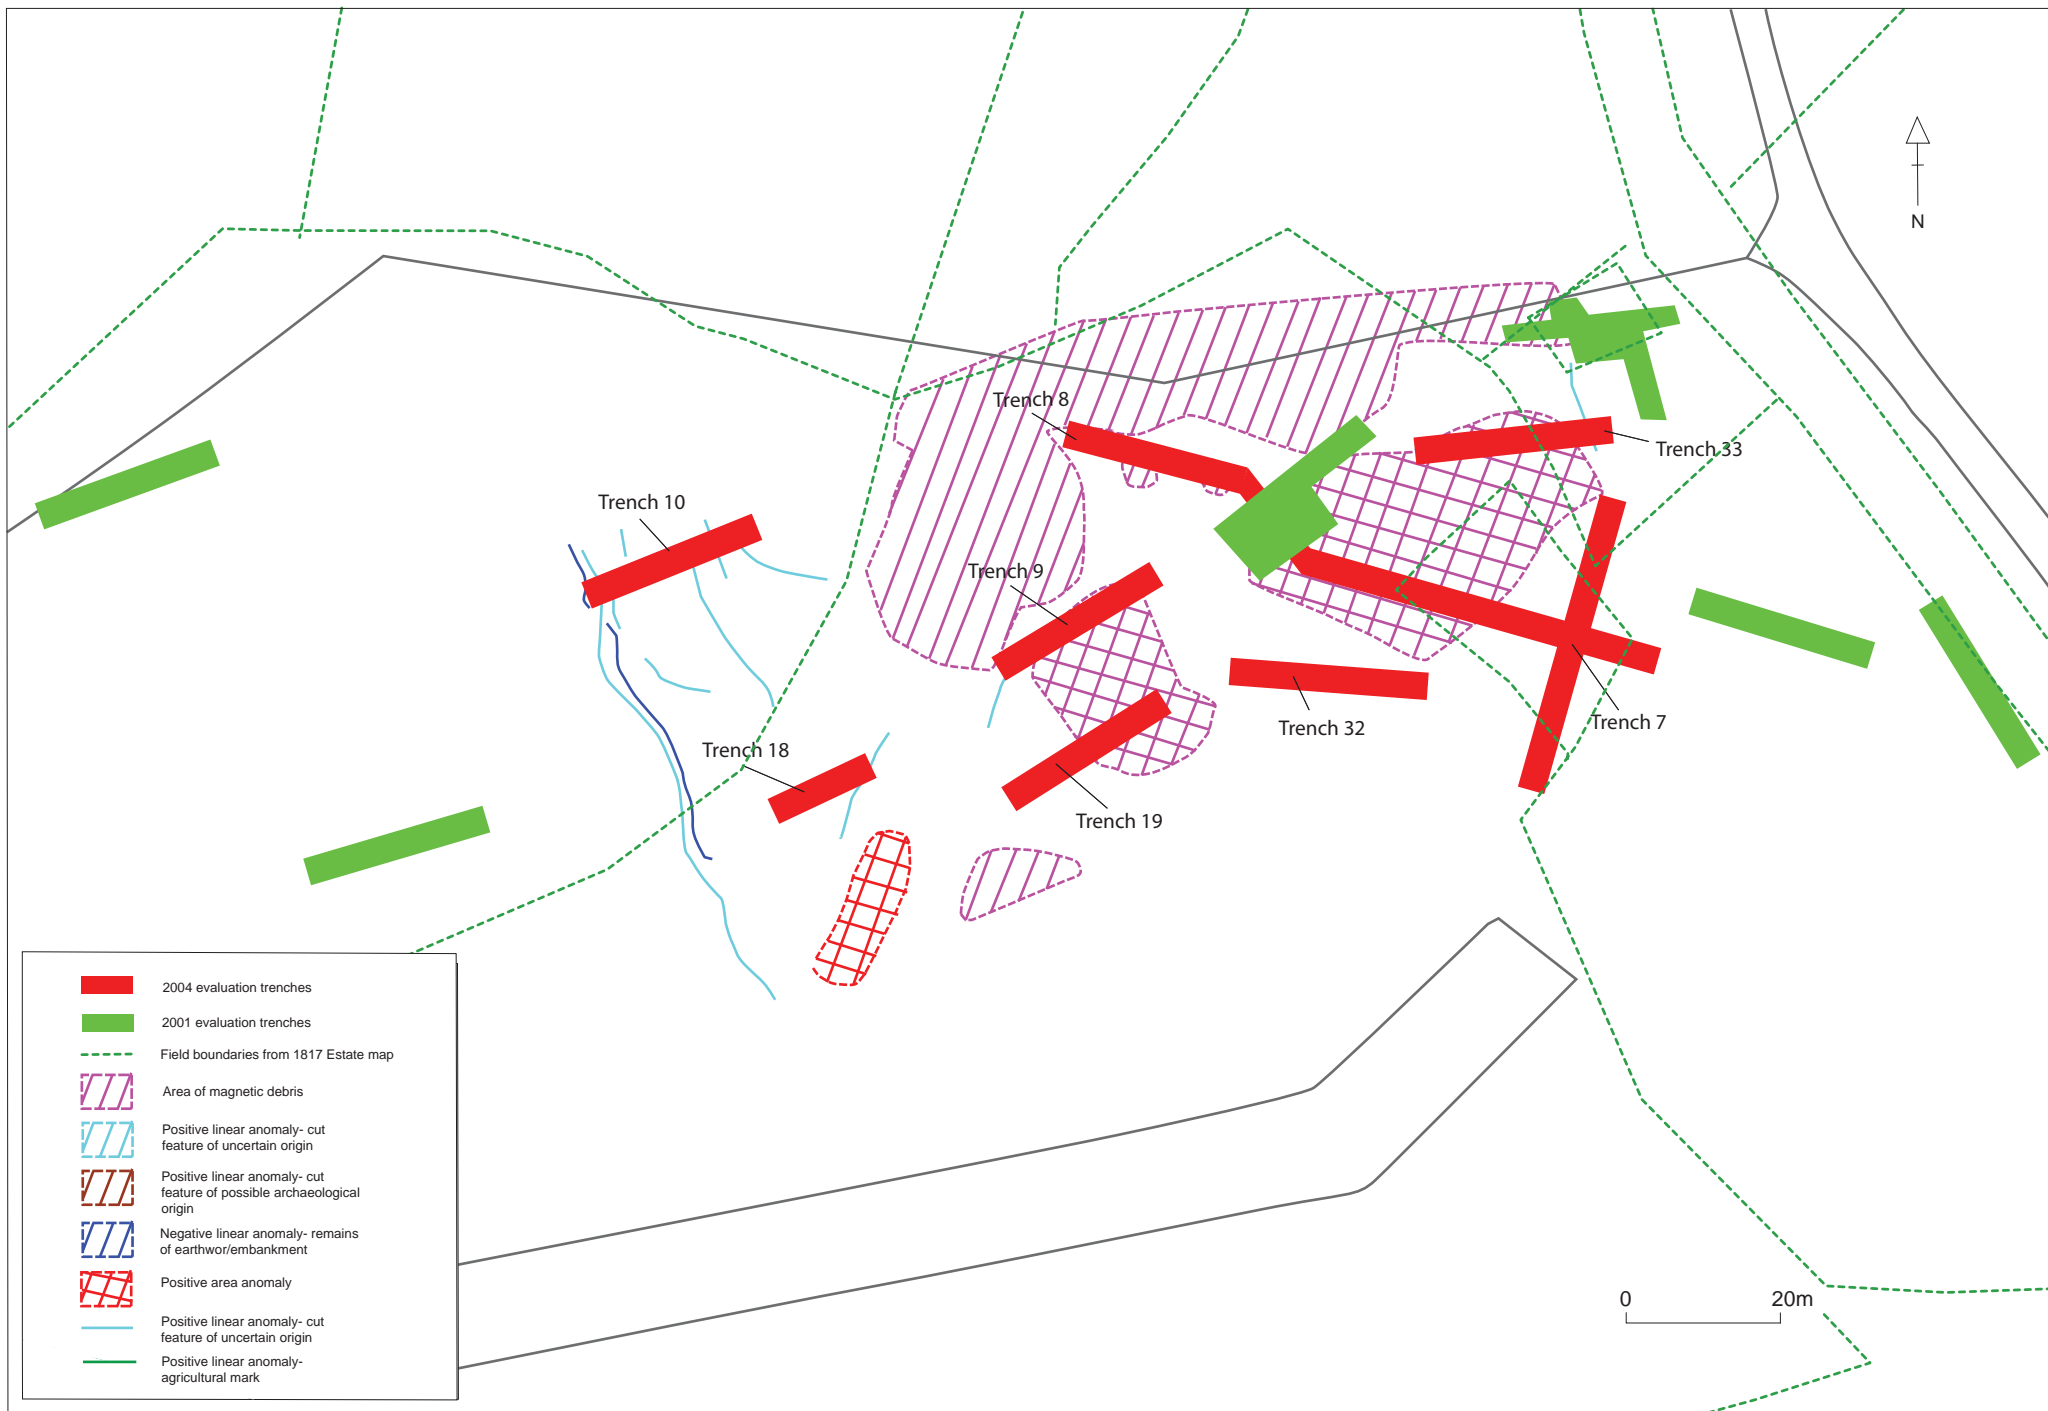 N
Trench 8
Trench 33
Trench 10
Trench 9
Trench 7
Trench 32
Trench 18
Trench 19
2004 evaluation trenches
2001 evaluation trenches
Field boundaries from 1817 Estate map
Area of magnetic debris
Positive linear anomaly- cut
feature of uncertain origin
Positive linear anomaly- cut
feature of possible archaeological
origin
Negative linear anomaly- remains
of earthwor/embankment
Positive area anomaly
Positive linear anomaly- cut
feature of uncertain origin
Positive linear anomaly-
agricultural mark
0 20m